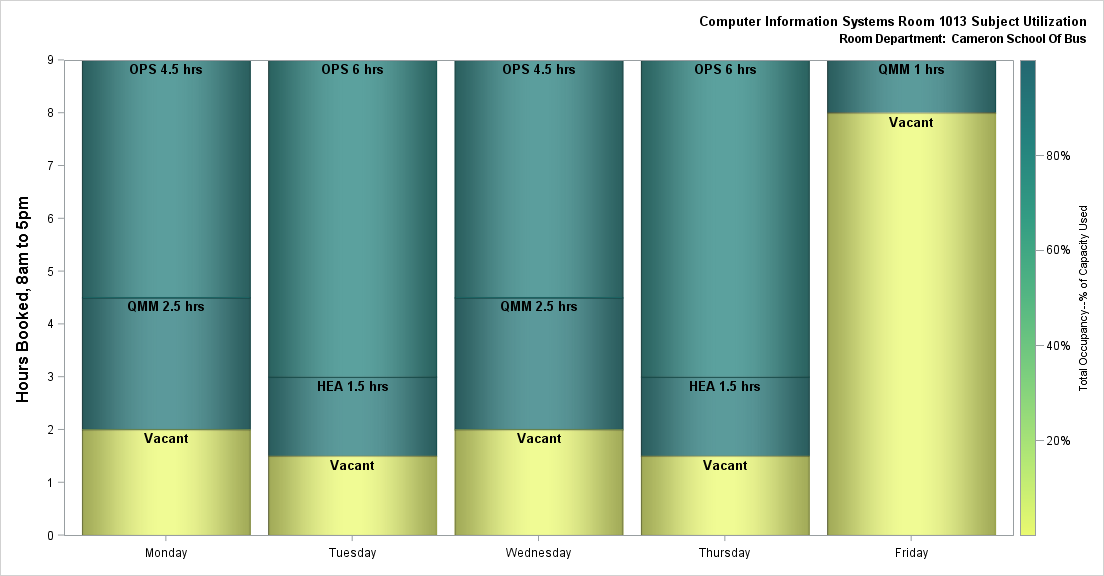 Computer Information Systems Room 1013 Subject Utilization
Room Department: Cameron School Of Bus
Hours Booked, 8am to 5pm
9
8
7
6
5
4
3
2
1
0
OPS 4.5 hrs
QMM 2.5 hrs
Vacant
OPS 6 hrs
HEA 1.5 hrs
Vacant
OPS 4.5 hrs
QMM 2.5 hrs
Vacant
OPS 6 hrs
HEA 1.5 hrs
Vacant
QMM 1 hrs
Vacant
Monday
Tuesday
Wednesday
Thursday
Friday
80%
60%
40%
20%
Total Occupancy--% of Capacity Used